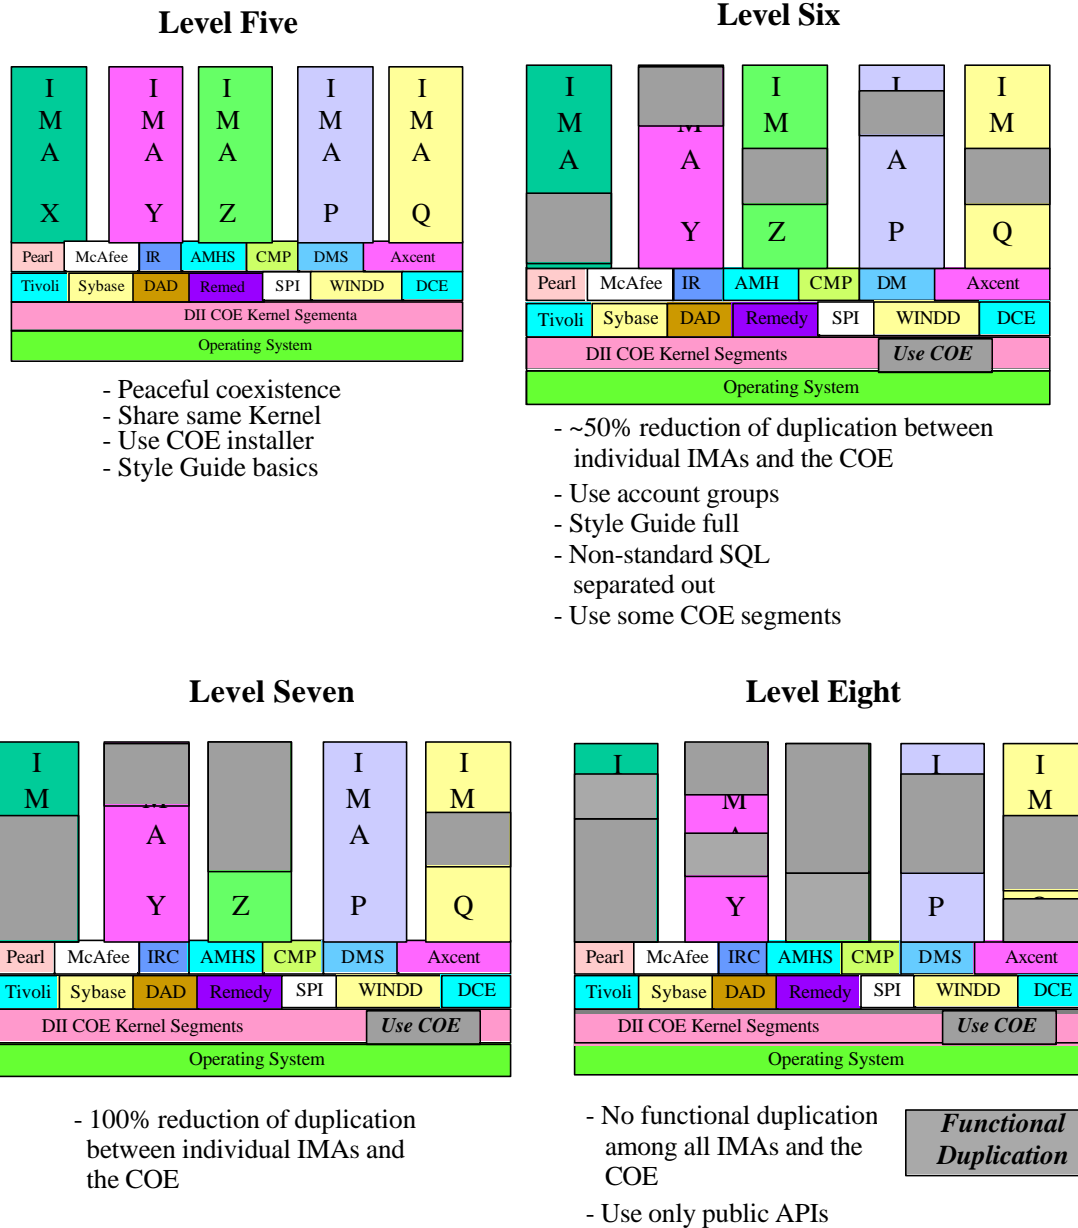 Level Five
I I I I I
M M M M M
A A A A A
X Y Z P Q
Pearl McAfee IR AMHS CMP DMS Axcent
Tivoli Sybase DAD Remed SPI WINDD DCE
DII COE Kernel Sgementa
Operating System
- Peaceful coexistence
- Share same Kernel
- Use COE installer
- Style Guide basics
Level Six
I I I I
M M M M
A A A
Y Z P Q
Pearl McAfee IR AMH CMP DM Axcent
Tivoli Sybase DAD Remedy SPI WINDD DCE
DII COE Kernel Segments Use COE
Operating System
- ~50% reduction of duplication between
individual IMAs and the COE
- Use account groups
- Style Guide full
- Non-standard SQL
separated out
- Use some COE segments
Level Seven
I I I
M M M
A A
Y Z P Q
Pearl McAfee IRC AMHS CMP DMS Axcent
Tivoli Sybase DAD Remedy SPI WINDD DCE
DII COE Kernel Segments Use COE
Operating System
- 100% reduction of duplication
between individual IMAs and
the COE
Level Eight
I I I
M M
Y P
Pearl McAfee IRC AMHS CMP DMS Axcent
Tivoli Sybase DAD Remedy SPI WINDD DCE
DII COE Kernel Segments Use COE
Operating System
- No functional duplication
among all IMAs and the
COE
- Use only public APIs
Functional
Duplication